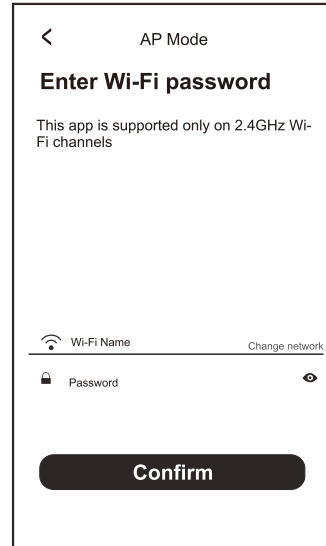 AP Mode
Enter Wi-Fi password
This app is supported only on 2.4GHz Wi-
Fi channels
Wi-Fi Name
Change network
Password
Confirm